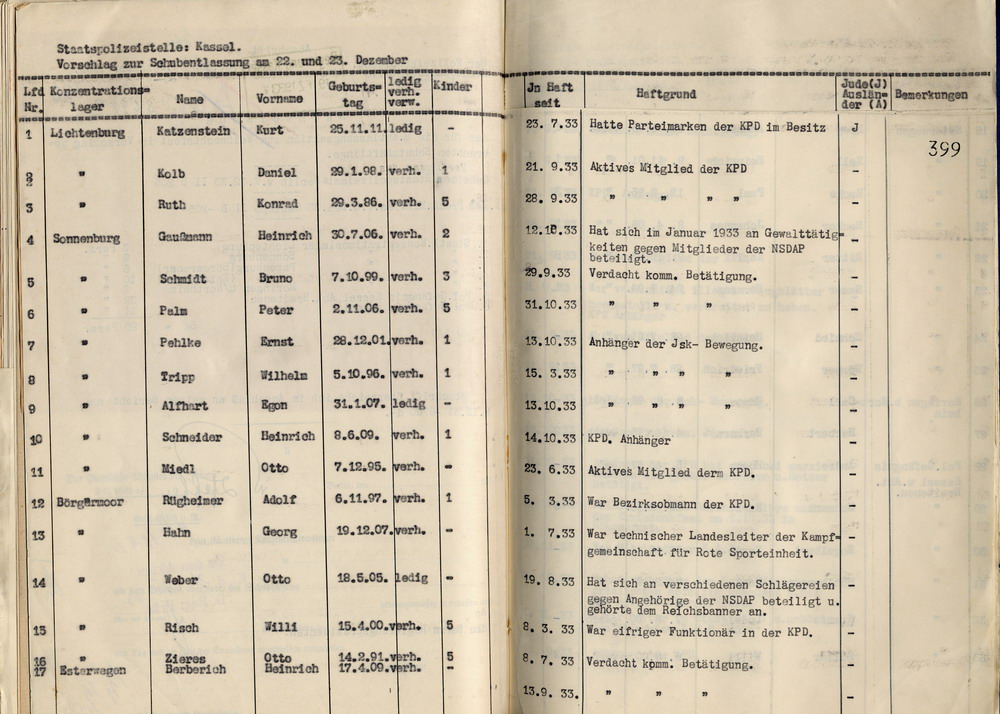 Staatspolizeistelle: Kassel.
Vorschlag zur Schubentlassung am 22. und 23. Dezember
Lfd Nr. Konzentrations= lager Name Vorname Geburts= tag ledig verh. verw. Kinder Jn Haft seit Haftgrund Jude(J) Auslän= der (A) Bemerkungen
399
1 Lichtenburg Katzenstein Kurt 25.11.11. ledig - 23. 7.33 Hatte Parteimarken der KPD im Besitz J
2 " Kolb Daniel 29.1.98. verh. 1 21. 9.33 Aktives Mitglied der KPD -
3 " Ruth Konrad 29.3.86. verh. 5 28. 9.33 " " " " -
4 Sonnenburg Gaußmann Heinrich 30.7.06. verh. 2 12.10.33 Hat sich im Januar 1933 an Gewalttätig= -
keiten gegen Mitglieder der NSDAP
beteiligt.
5 " Schmidt Bruno 7.10.99. verh. 3 29.9.33 Verdacht komm. Betätigung. -
6 " Palm Peter 2.11.06. verh. 5 31.10.33 " " " -
7 " Pehlke Ernst 28.12.01. verh. 1 13.10.33 Anhänger der Jsk- Bewegung. -
8 " Tripp Wilhelm 5.10.96. verh. 1 15. 3.33 " " " " -
9 " Alfhart Egon 31.1.07. ledig - 13.10.33 " " " " -
10 " Schneider Heinrich 8.6.09. verh. 1 14.10.33 KPD. Anhänger -
11 " Miedl Otto 7.12.95. verh. - 23. 6.33 Aktives Mitglied derm KPD. -
12 Börgermoor Rügheimer Adolf 6.11.97. verh. 1 5. 3.33 War Bezirksobmann der KPD. -
13 " Hahn Georg 19.12.07. verh. - 1. 7.33 War technischer Landesleiter der Kampf= -
gemeinschaft für Rote Sporteinheit.
14 " Weber Otto 18.5.05. ledig - 19. 8.33 Hat sich an verschiedenen Schlägereien -
gegen Angehörige der NSDAP beteiligt u.
gehörte dem Reichsbanner an.
15 " Risch Willi 15.4.00. verh. 5 8. 3. 33 War eifriger Funktionär in der KPD. -
16 " Zieres Otto 14.2.91. verh. 5 8. 7. 33 Verdacht komm. Betätigung. -
17 Esterwegen Berberich Heinrich 17.4.09. verh. - 13.9. 33. " " " -